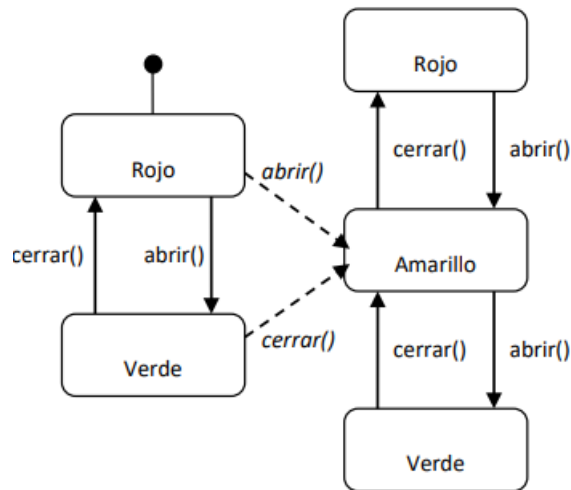 Rojo
cerrar()
abrir()
Rojo
abrir()
cerrar()
abrir()
Amarillo
cerrar()
Verde
cerrar()
abrir()
Verde